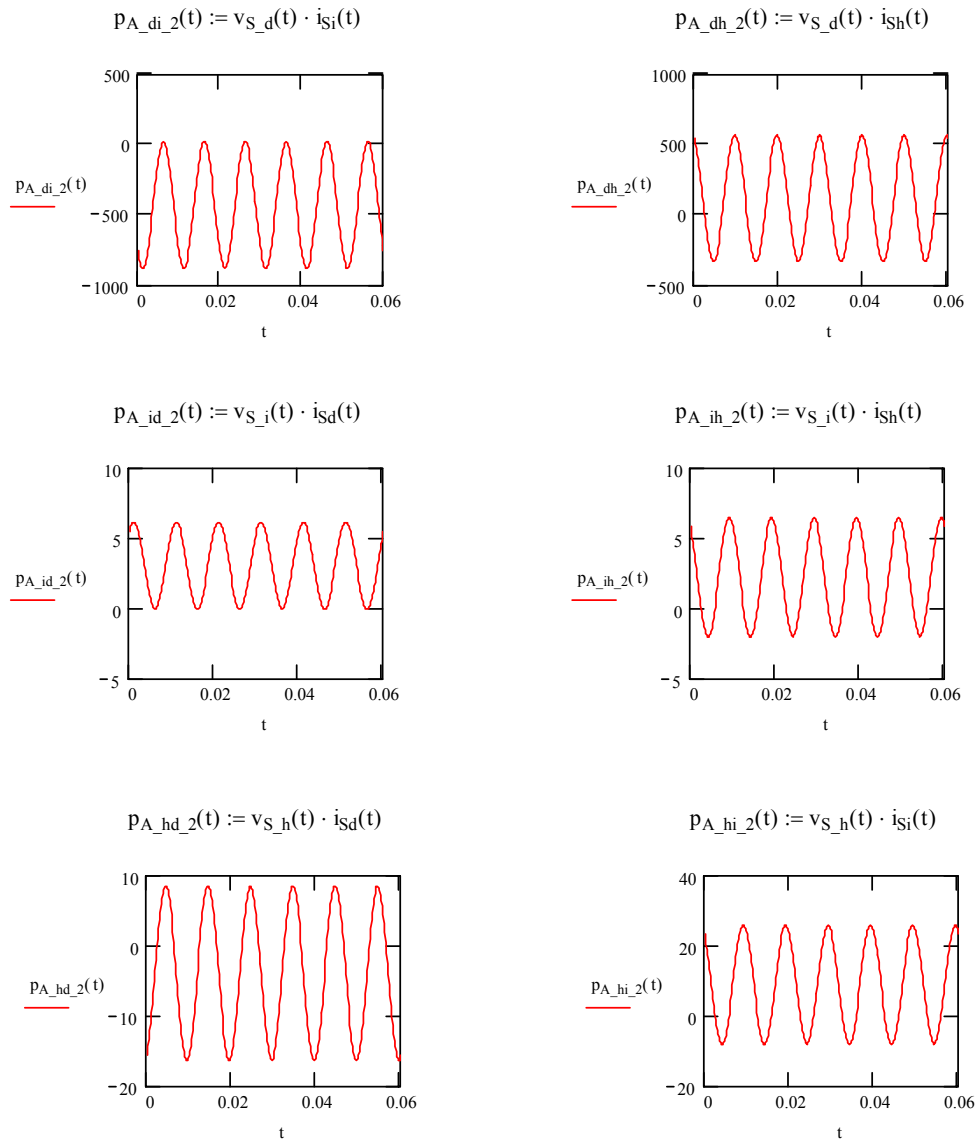 p_A_di_2(t) := v_S_d(t) · i_Si(t)
p_A_dh_2(t) := v_S_d(t) · i_Sh(t)
500
0
−500
−1000
p_A_di_2(t)
0 0.02 0.04 0.06
t
1000
500
0
−500
p_A_dh_2(t)
0 0.02 0.04 0.06
t
p_A_id_2(t) := v_S_i(t) · i_Sd(t)
p_A_ih_2(t) := v_S_i(t) · i_Sh(t)
10
5
0
−5
p_A_id_2(t)
0 0.02 0.04 0.06
t
10
5
0
−5
p_A_ih_2(t)
0 0.02 0.04 0.06
t
p_A_hd_2(t) := v_S_h(t) · i_Sd(t)
p_A_hi_2(t) := v_S_h(t) · i_Si(t)
10
0
−10
−20
p_A_hd_2(t)
0 0.02 0.04 0.06
t
40
20
0
−20
p_A_hi_2(t)
0 0.02 0.04 0.06
t